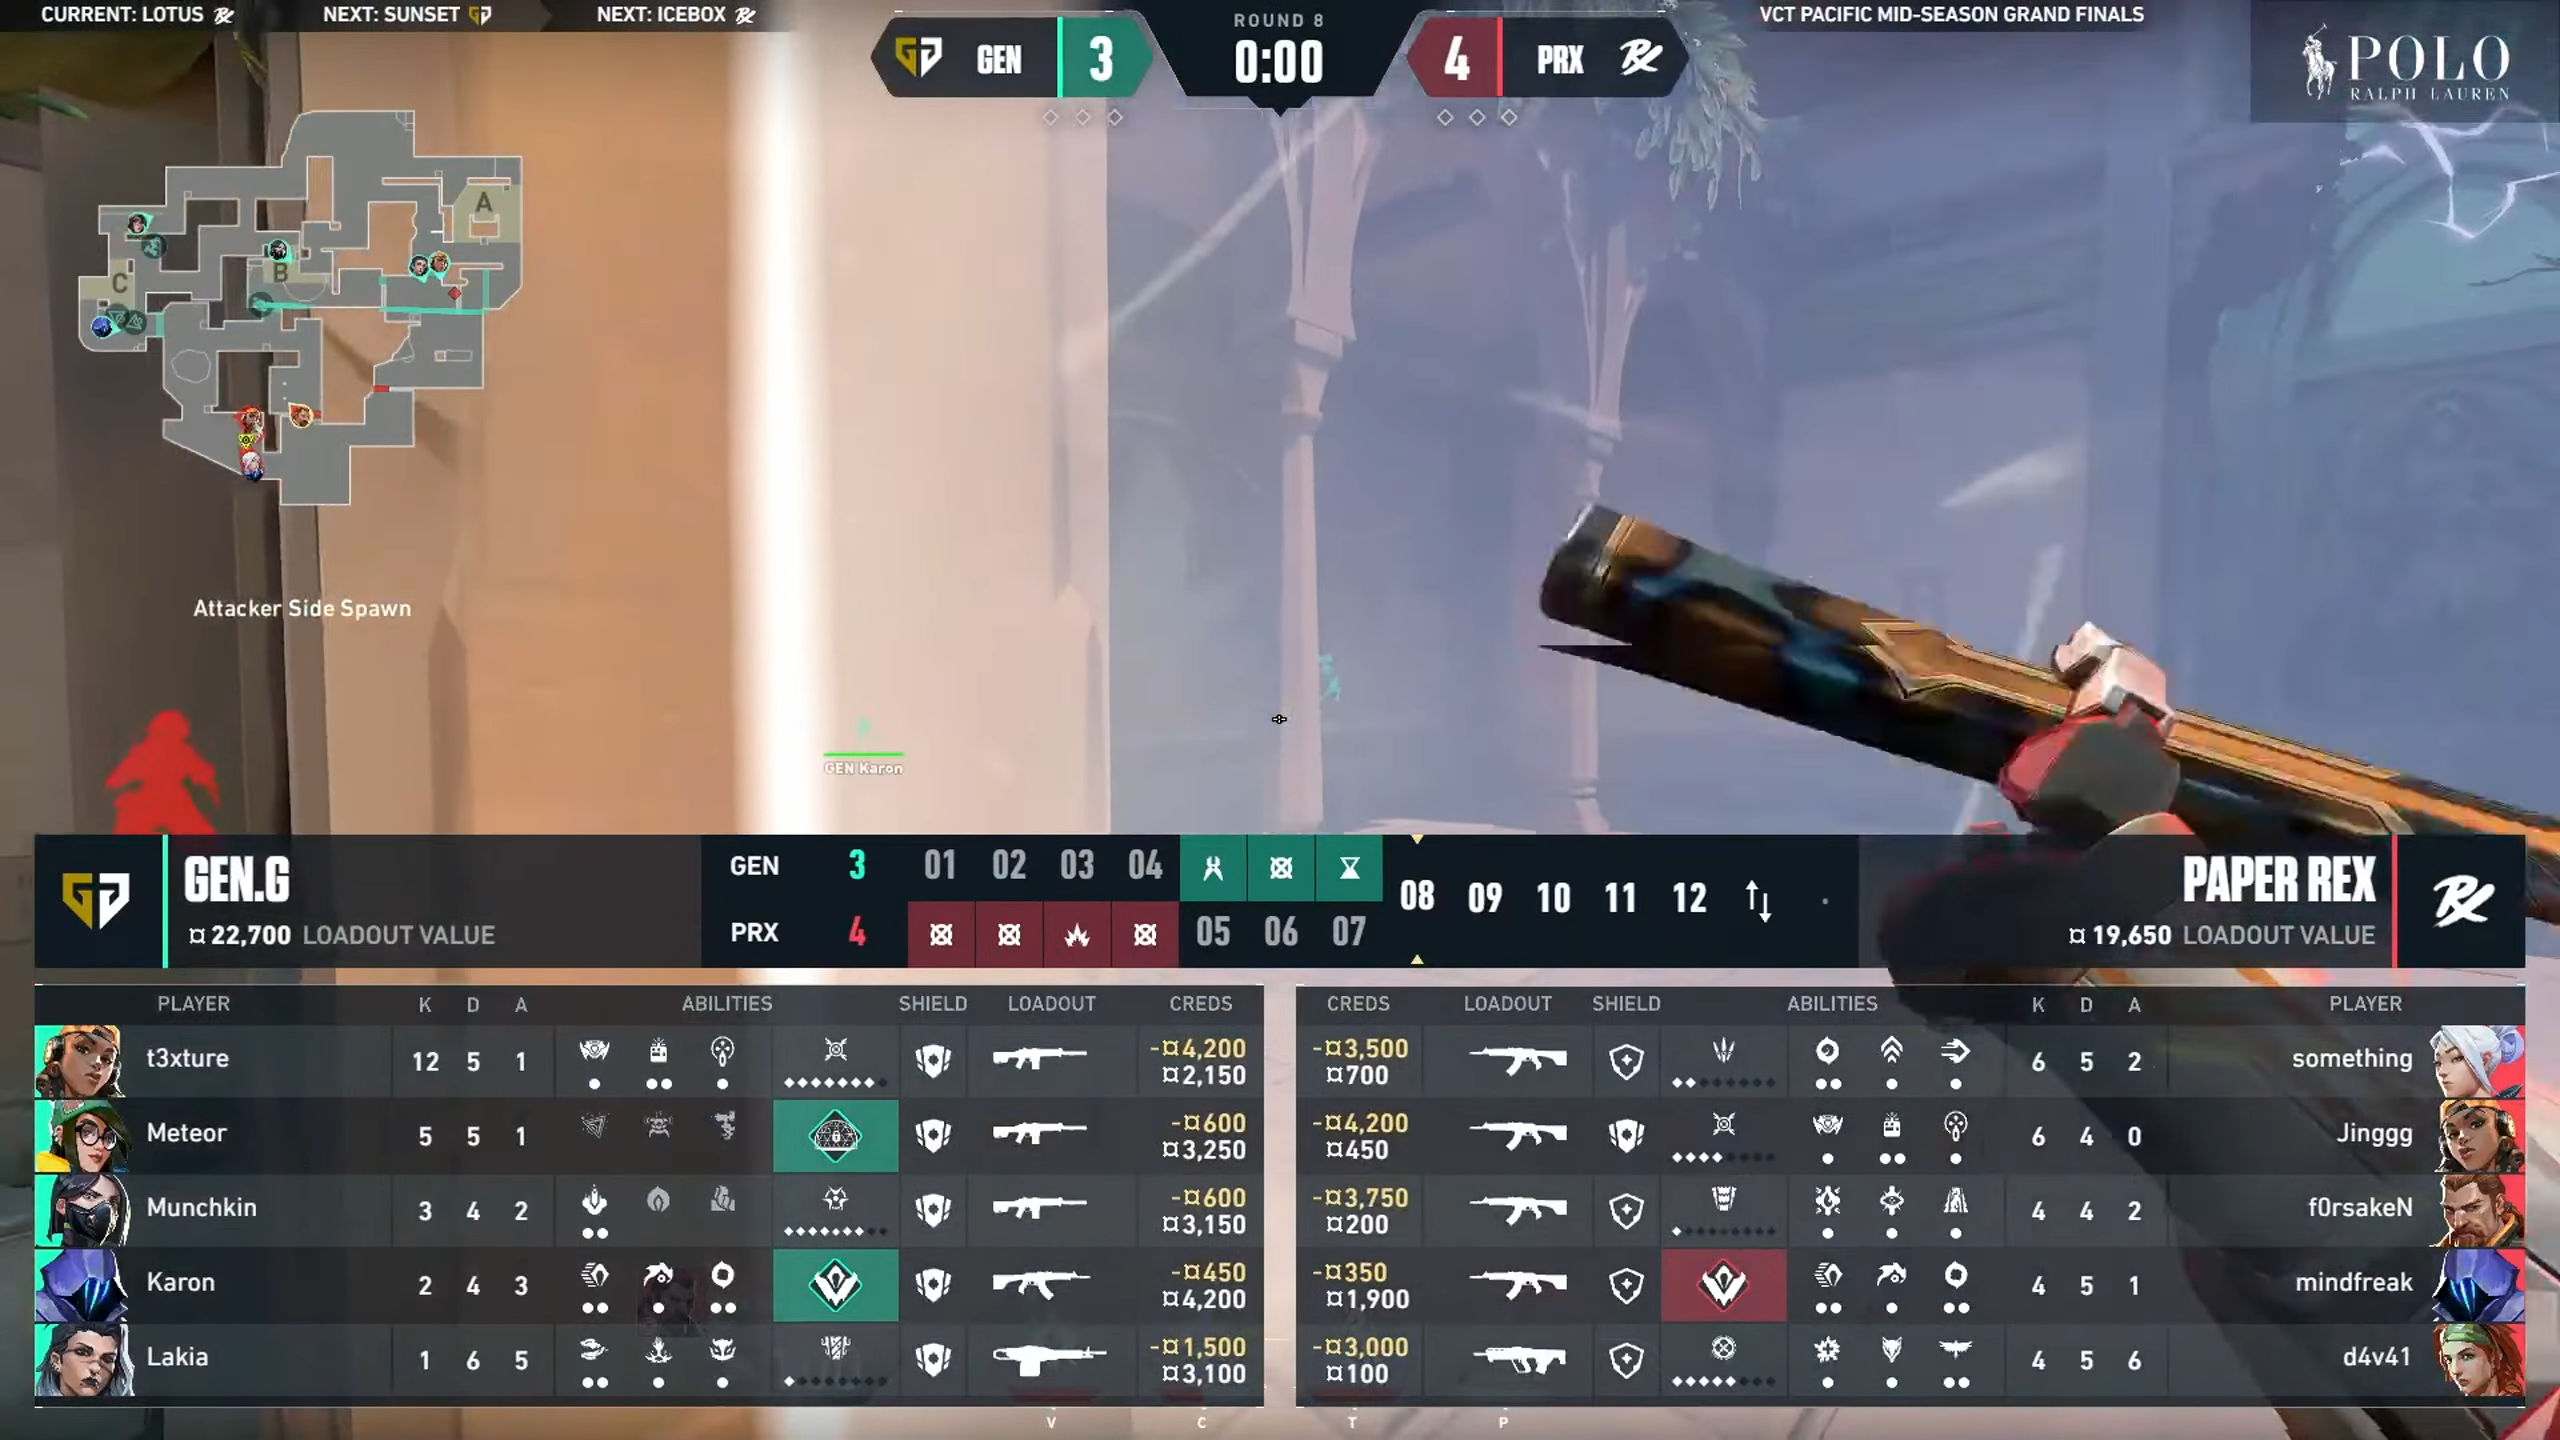 CURRENT: LOTUS
NEXT: SUNSET
NEXT: ICEBOX
GEN 3
ROUND 8
0:00
4 PRX
VCT PACIFIC MID-SEASON GRAND FINALS
POLO
RALPH LAUREN
A
B
C
Attacker Side Spawn
GEN Karon
GEN.G
¤ 22,700 LOADOUT VALUE
GEN 3 01 02 03 04
PRX 4 05 06 07
08 09 10 11 12
PAPER REX
¤ 19,650 LOADOUT VALUE
PLAYER K D A ABILITIES SHIELD LOADOUT CREDS
t3xture 12 5 1 -¤4,200
¤2,150
Meteor 5 5 1 -¤600
¤3,250
Munchkin 3 4 2 -¤600
¤3,150
Karon 2 4 3 -¤450
¤4,200
Lakia 1 6 5 -¤1,500
¤3,100
CREDS LOADOUT SHIELD ABILITIES K D A PLAYER
-¤3,500
¤700 6 5 2 something
-¤4,200
¤450 6 4 0 Jinggg
-¤3,750
¤200 4 4 2 f0rsakeN
-¤350
¤1,900 4 5 1 mindfreak
-¤3,000
¤100 4 5 6 d4v41
V C T P